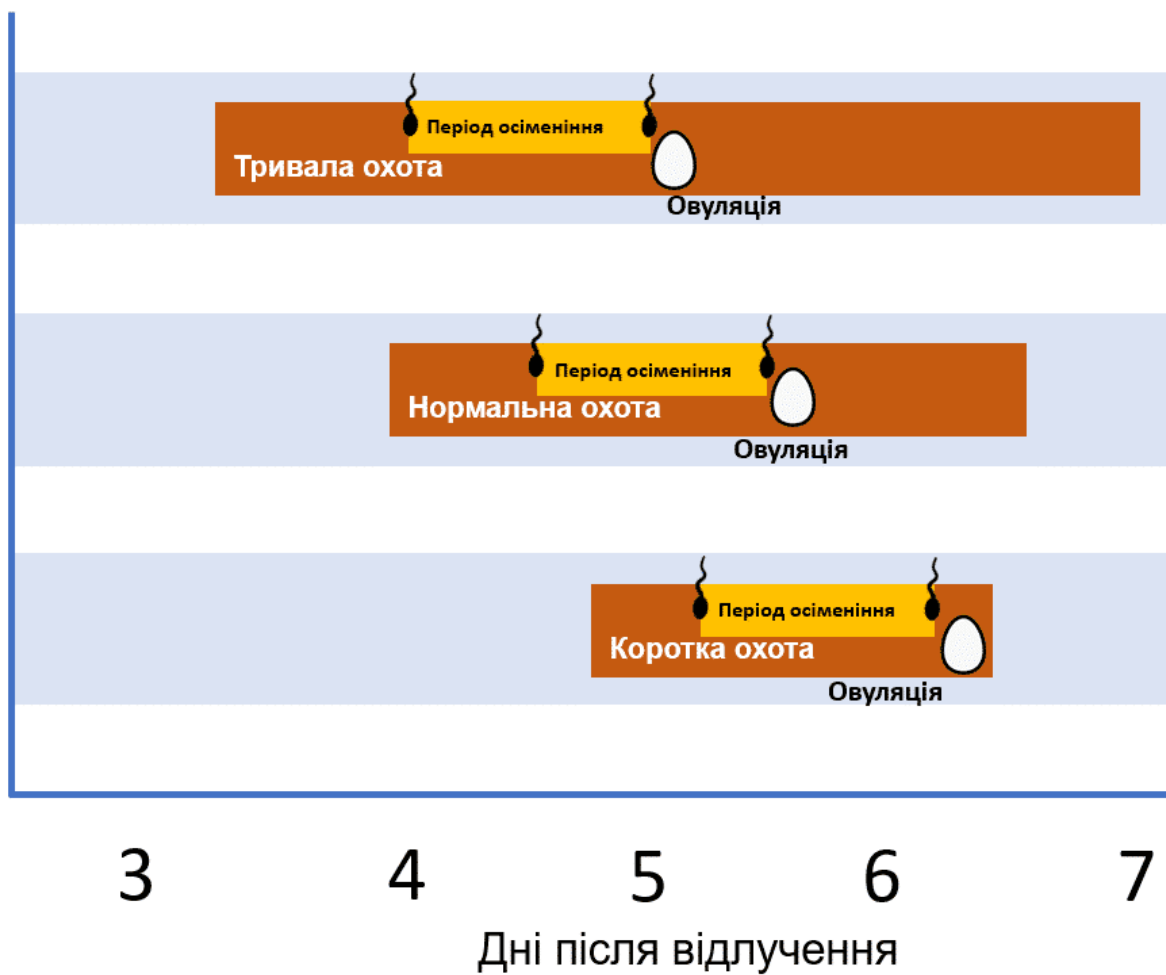 Період осіменіння
Тривала охота
Овуляція
Період осіменіння
Нормальна охота
Овуляція
Період осіменіння
Коротка охота
Овуляція
3 4 5 6 7
Дні після відлучення